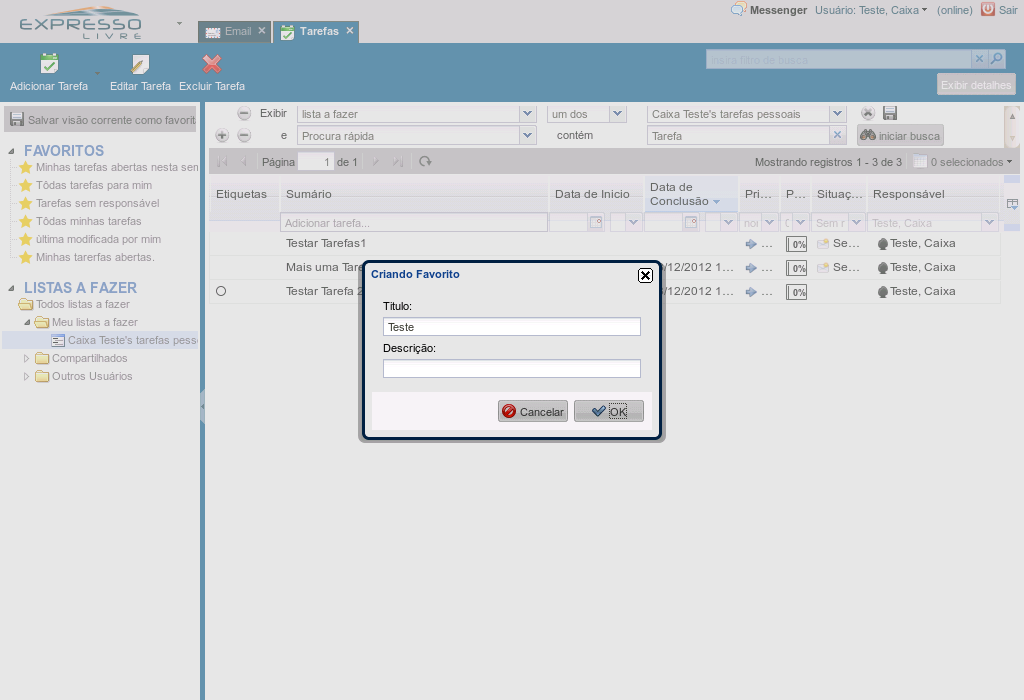 EXPRESSO
LIVRE
Email
Tarefas
Messenger
Usuário: Teste, Caixa
(online)
Sair
Adicionar Tarefa
Editar Tarefa
Excluir Tarefa
Insira filtro de busca
Exibir detalhes
Salvar visão corrente como favorit
Exibir
lista a fazer
um dos
Caixa Teste's tarefas pessoais
e
Procura rápida
contém
Tarefa
iniciar busca
Página
1
de 1
Mostrando registros 1 - 3 de 3
0 selecionados
FAVORITOS
Minhas tarefas abertas nesta sen
Tôdas tarefas para mim
Tarefas sem responsável
Tôdas minhas tarefas
última modificada por mim
Minhas tarerfas abertas.
LISTAS A FAZER
Todos listas a fazer
Meu listas a fazer
Caixa Teste's tarefas pess
Compartilhados
Outros Usuários
Etiquetas
Sumário
Data de Inicio
Data de Conclusão
Pri...
P...
Situaç...
Responsável
Adicionar tarefa...
Sem r
Teste, Caixa
Testar Tarefas1
... 0% Se... Teste, Caixa
Mais uma Tare
/12/2012 1... ... 0% Se... Teste, Caixa
Testar Tarefa 2
/12/2012 1... ... 0% Teste, Caixa
Criando Favorito
Título:
Teste
Descrição:
Cancelar
OK